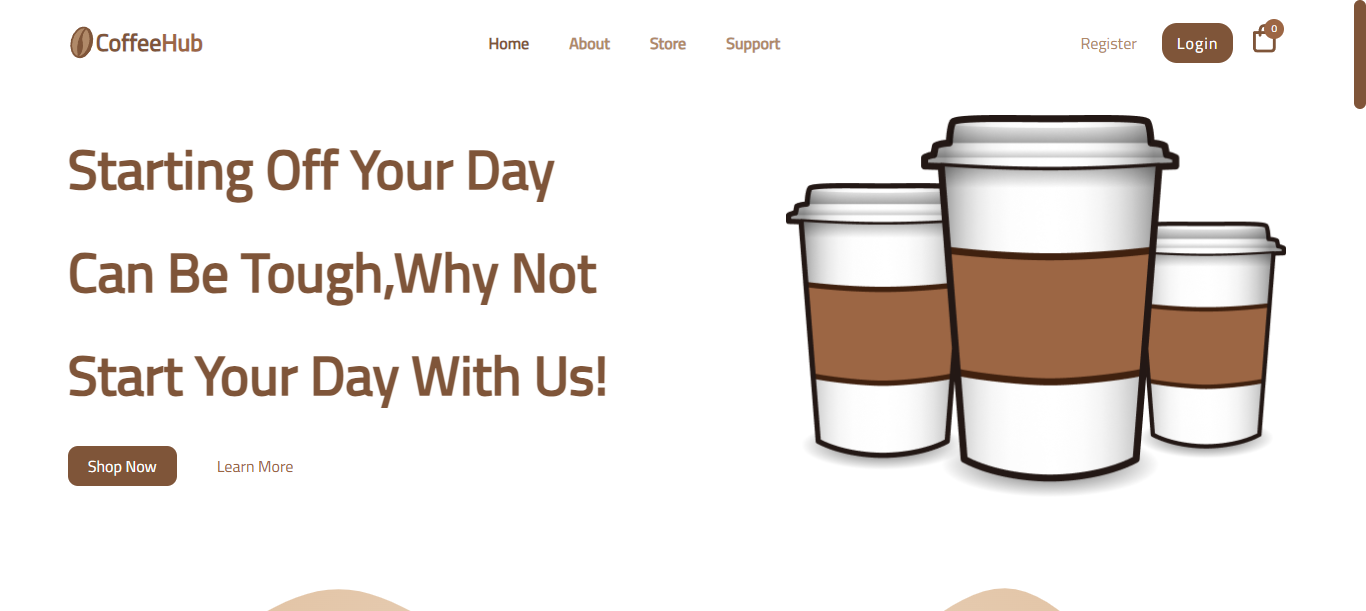 CoffeeHub
Home About Store Support
Register Login 0
Starting Off Your Day
Can Be Tough,Why Not
Start Your Day With Us!
Shop Now Learn More